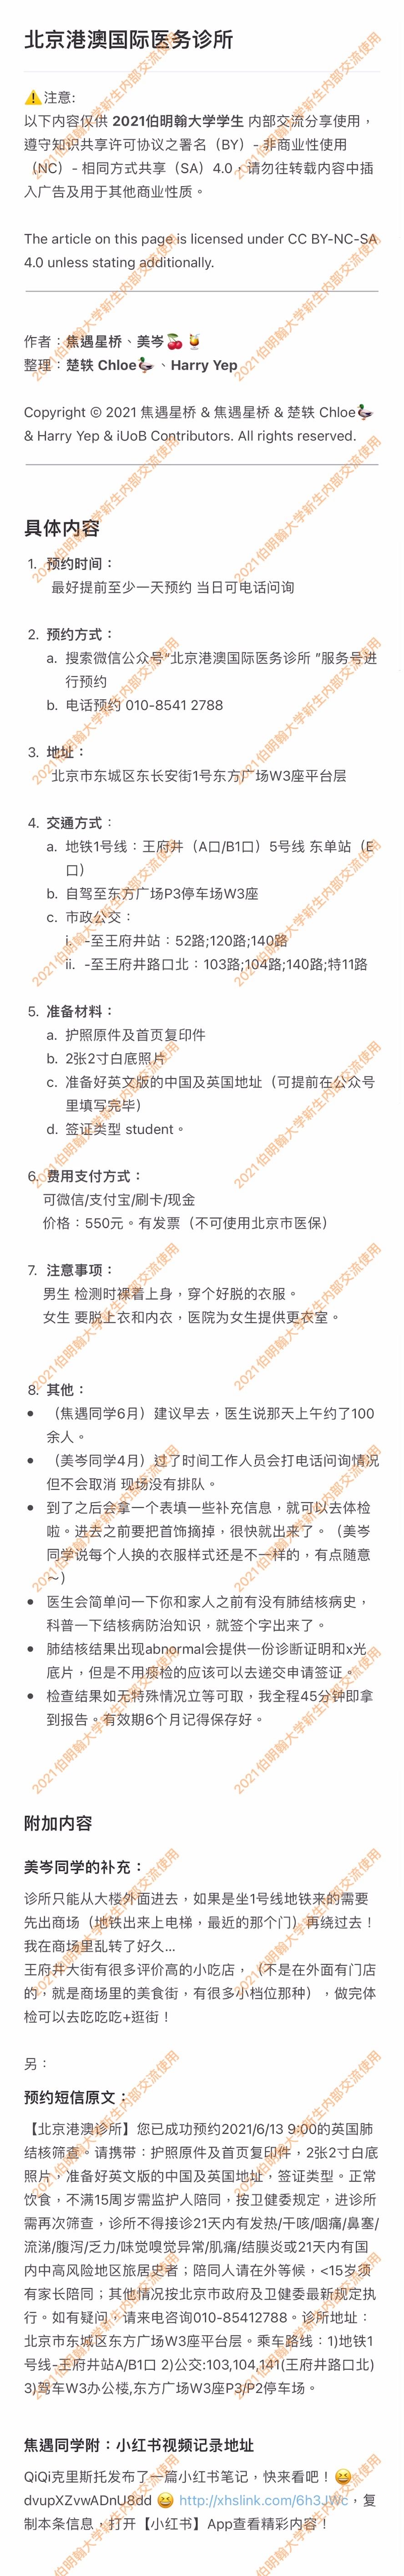 北京港澳国际医务诊所
⚠️注意:
以下内容仅供 2021伯明翰大学学生 内部交流分享使用，
遵守知识共享许可协议之署名（BY）- 非商业性使用
（NC）- 相同方式共享（SA）4.0，请勿往转载内容中插
入广告及用于其他商业性质。
The article on this page is licensed under CC BY-NC-SA
4.0 unless stating additionally.
作者：焦遇星桥、美岑🍒🍹
整理：楚轶 Chloe🦆、Harry Yep
Copyright © 2021 焦遇星桥 & 焦遇星桥 & 楚轶 Chloe🦆
& Harry Yep & iUoB Contributors. All rights reserved.
具体内容
1. 预约时间：
最好提前至少一天预约 当日可电话问询
2. 预约方式：
a. 搜索微信公众号"北京港澳国际医务诊所 "服务号进
行预约
b. 电话预约 010-8541 2788
3. 地址：
北京市东城区东长安街1号东方广场W3座平台层
4. 交通方式：
a. 地铁1号线：王府井（A口/B1口）5号线 东单站（E
口）
b. 自驾至东方广场P3停车场W3座
c. 市政公交：
i. -至王府井站：52路;120路;140路
ii. -至王府井路口北：103路;104路;140路;特11路
5. 准备材料：
a. 护照原件及首页复印件
b. 2张2寸白底照片
c. 准备好英文版的中国及英国地址（可提前在公众号
里填写完毕）
d. 签证类型 student。
6. 费用支付方式：
可微信/支付宝/刷卡/现金
价格：550元。有发票（不可使用北京市医保）
7. 注意事项：
男生 检测时裸着上身，穿个好脱的衣服。
女生 要脱上衣和内衣，医院为女生提供更衣室。
8. 其他：
• （焦遇同学6月）建议早去，医生说那天上午约了100
余人。
• （美岑同学4月）过了时间工作人员会打电话问询情况
但不会取消 现场没有排队。
• 到了之后会拿一个表填一些补充信息，就可以去体检
啦。进去之前要把首饰摘掉，很快就出来了。（美岑
同学说每个人换的衣服样式还是不一样的，有点随意
～）
• 医生会简单问一下你和家人之前有没有肺结核病史，
科普一下结核病防治知识，就签个字出来了。
• 肺结核结果出现abnormal会提供一份诊断证明和x光
底片，但是不用痰检的应该可以去递交申请签证。
• 检查结果如无特殊情况立等可取，我全程45分钟即拿
到报告。有效期6个月记得保存好。
附加内容
美岑同学的补充：
诊所只能从大楼外面进去，如果是坐1号线地铁来的需要
先出商场（地铁出来上电梯，最近的那个门）再绕过去！
我在商场里乱转了好久...
王府井大街有很多评价高的小吃店，（不是在外面有门店
的，就是商场里的美食街，有很多小档位那种），做完体
检可以去吃吃吃+逛街！
另：
预约短信原文：
【北京港澳诊所】您已成功预约2021/6/13 9:00的英国肺
结核筛查。请携带：护照原件及首页复印件，2张2寸白底
照片，准备好英文版的中国及英国地址，签证类型。正常
饮食，不满15周岁需监护人陪同，按卫健委规定，进诊所
需再次筛查，诊所不得接诊21天内有发热/干咳/咽痛/鼻塞/
流涕/腹泻/乏力/味觉嗅觉异常/肌痛/结膜炎或21天内有国
内中高风险地区旅居史者；陪同人请在外等候，<15岁须
有家长陪同；其他情况按北京市政府及卫健委最新规定执
行。如有疑问，请来电咨询010-85412788。诊所地址：
北京市东城区东方广场W3座平台层。乘车路线：1)地铁1
号线-王府井站A/B1口 2)公交:103,104,141(王府井路口北)
3)驾车W3办公楼,东方广场W3座P3/P2停车场。
焦遇同学附：小红书视频记录地址
QiQi克里斯托发布了一篇小红书笔记，快来看吧！😆
dvupXZvwADnU8dd 😆 http://xhslink.com/6h3JWc，复
制本条信息，打开【小红书】App查看精彩内容！
2021伯明翰大学新生内部交流使用